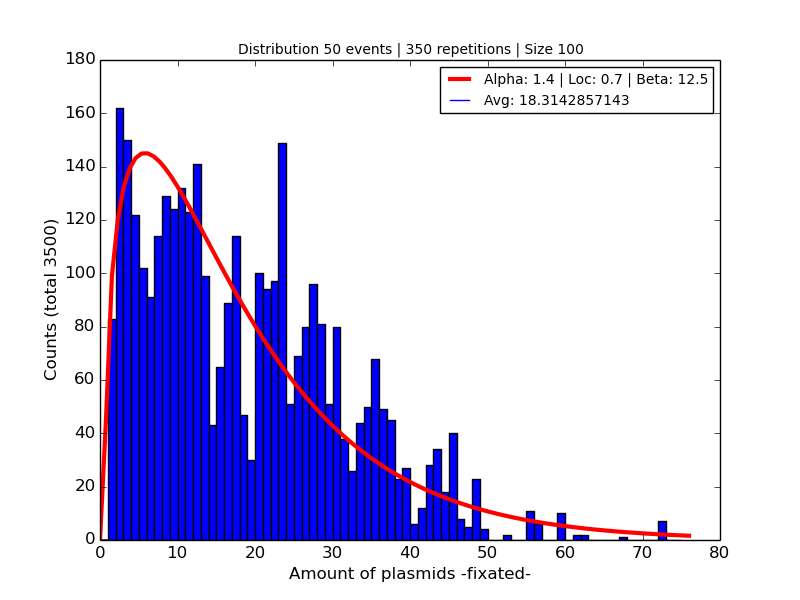 Distribution 50 events | 350 repetitions | Size 100
Alpha: 1.4 | Loc: 0.7 | Beta: 12.5
Avg: 18.3142857143
Counts (total 3500)
180
160
140
120
100
80
60
40
20
0
0 10 20 30 40 50 60 70 80
Amount of plasmids -fixated-